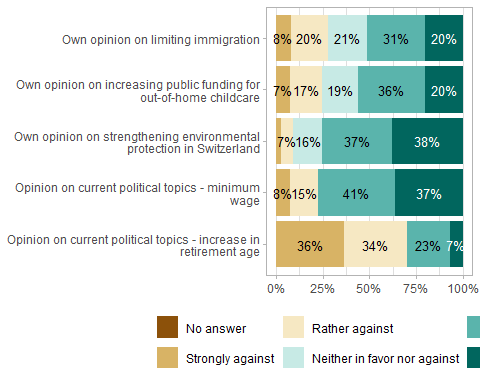 Own opinion on limiting immigration
8% 20% 21% 31% 20%
Own opinion on increasing public funding for
out-of-home childcare
7% 17% 19% 36% 20%
Own opinion on strengthening environmental
protection in Switzerland
7% 16% 37% 38%
Opinion on current political topics - minimum
wage
8% 15% 41% 37%
Opinion on current political topics - increase in
retirement age
36% 34% 23% 7%
0% 25% 50% 75% 100%
No answer Rather against
Strongly against Neither in favor nor against